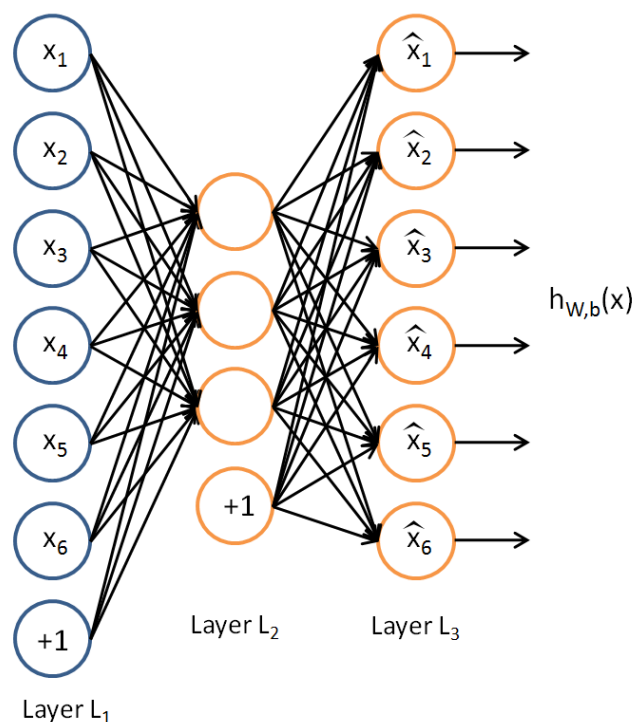 x₁
x₂
x₃
x₄
x₅
x₆
+1
Layer L₁
+1
Layer L₂
x̂₁
x̂₂
x̂₃
x̂₄
x̂₅
x̂₆
Layer L₃
h_W,b(x)